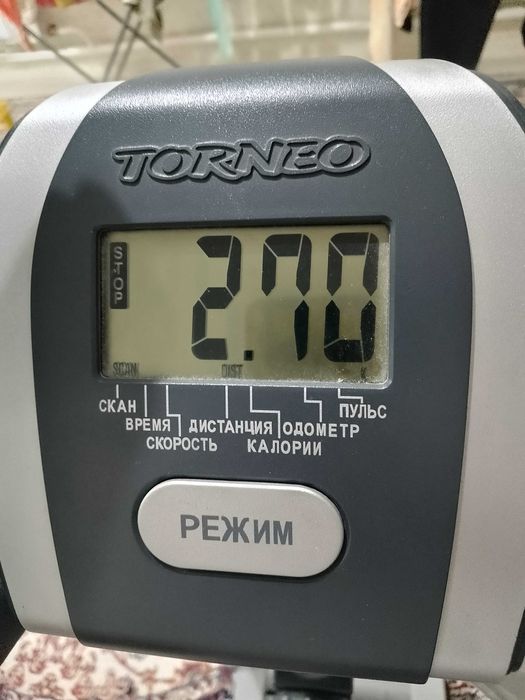 TORNEO
STOP
2.70
SCAN DIST
СКАН ПУЛЬС
ВРЕМЯ ДИСТАНЦИЯ ОДОМЕТР
СКОРОСТЬ КАЛОРИИ
РЕЖИМ